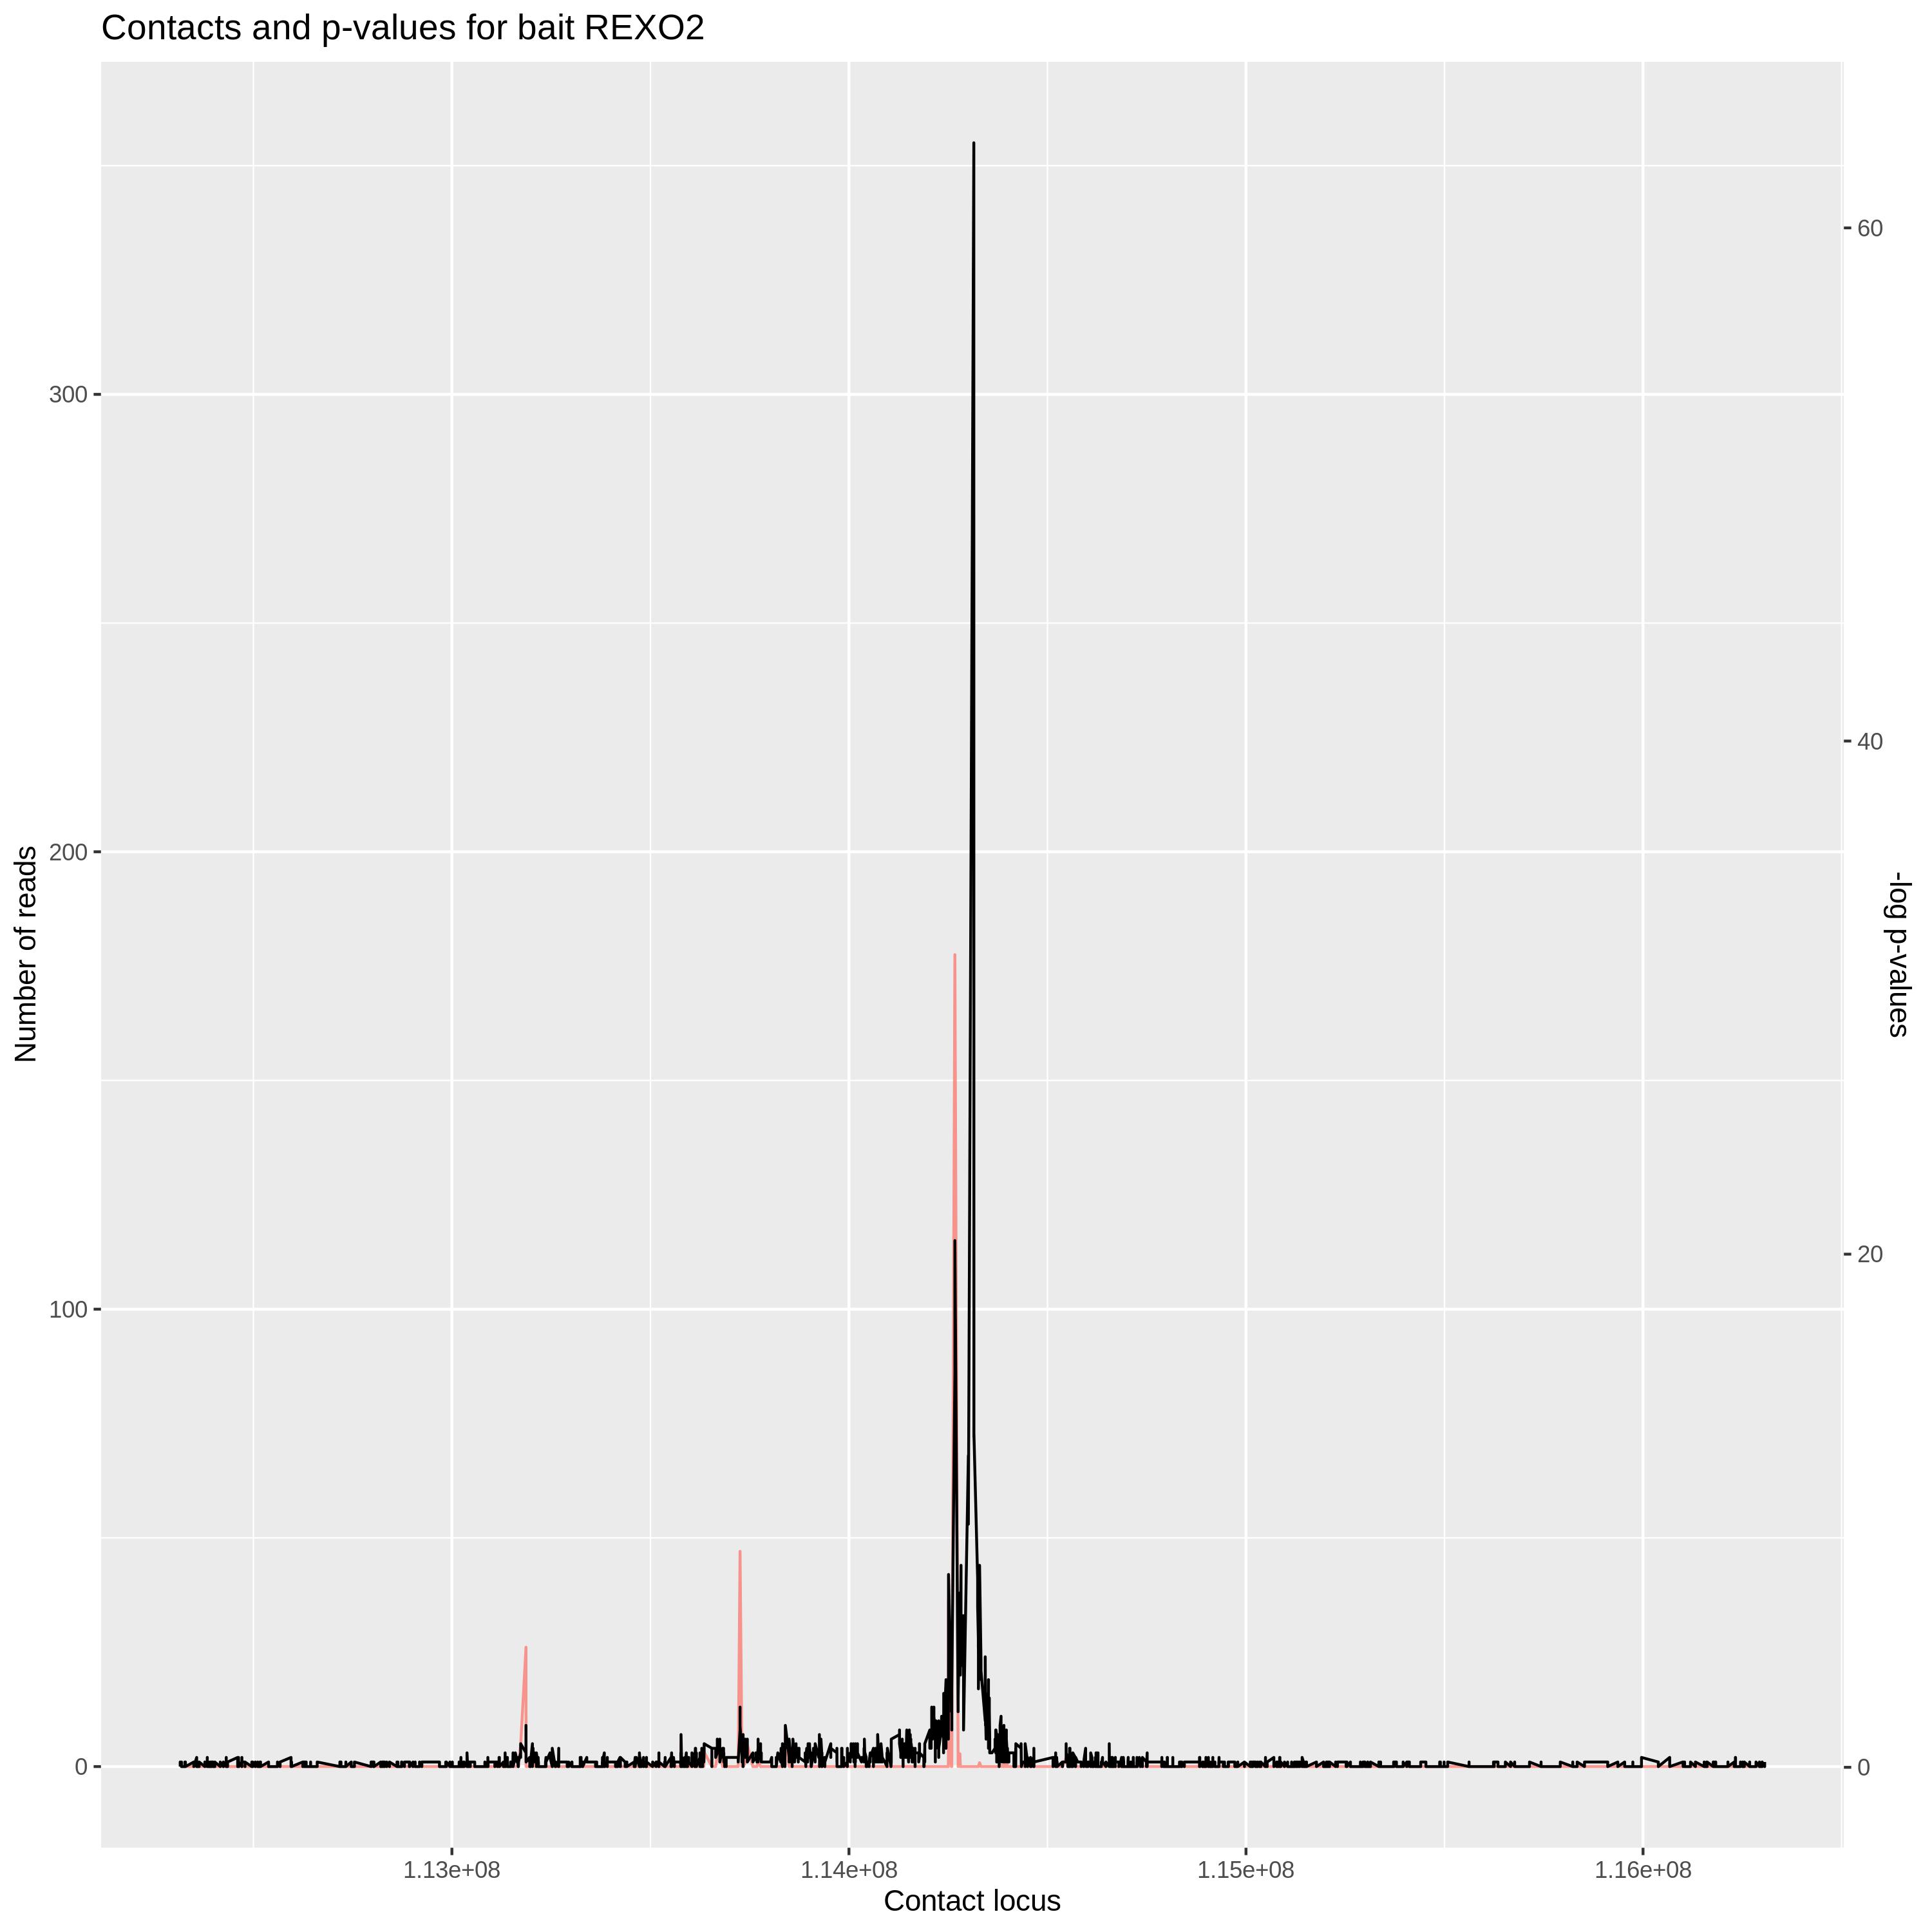 Contacts and p-values for bait REXO2
300
200
100
0
60
40
20
0
Number of reads
-log p-values
1.13e+08
1.14e+08
1.15e+08
1.16e+08
Contact locus